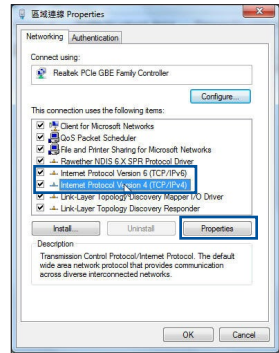 區域連線 Properties
Networking
Authentication
Connect using:
Realtek PCIe GBE Family Controller
Configure...
This connection uses the following items:
Client for Microsoft Networks
QoS Packet Scheduler
File and Printer Sharing for Microsoft Networks
Rawether NDIS 6.X SPR Protocol Driver
Internet Protocol Version 6 (TCP/IPv6)
Internet Protocol Version 4 (TCP/IPv4)
Link-Layer Topology Discovery Mapper I/O Driver
Link-Layer Topology Discovery Responder
Install...
Uninstall
Properties
Description
Transmission Control Protocol/Internet Protocol. The default
wide area network protocol that provides communication
across diverse interconnected networks.
OK
Cancel